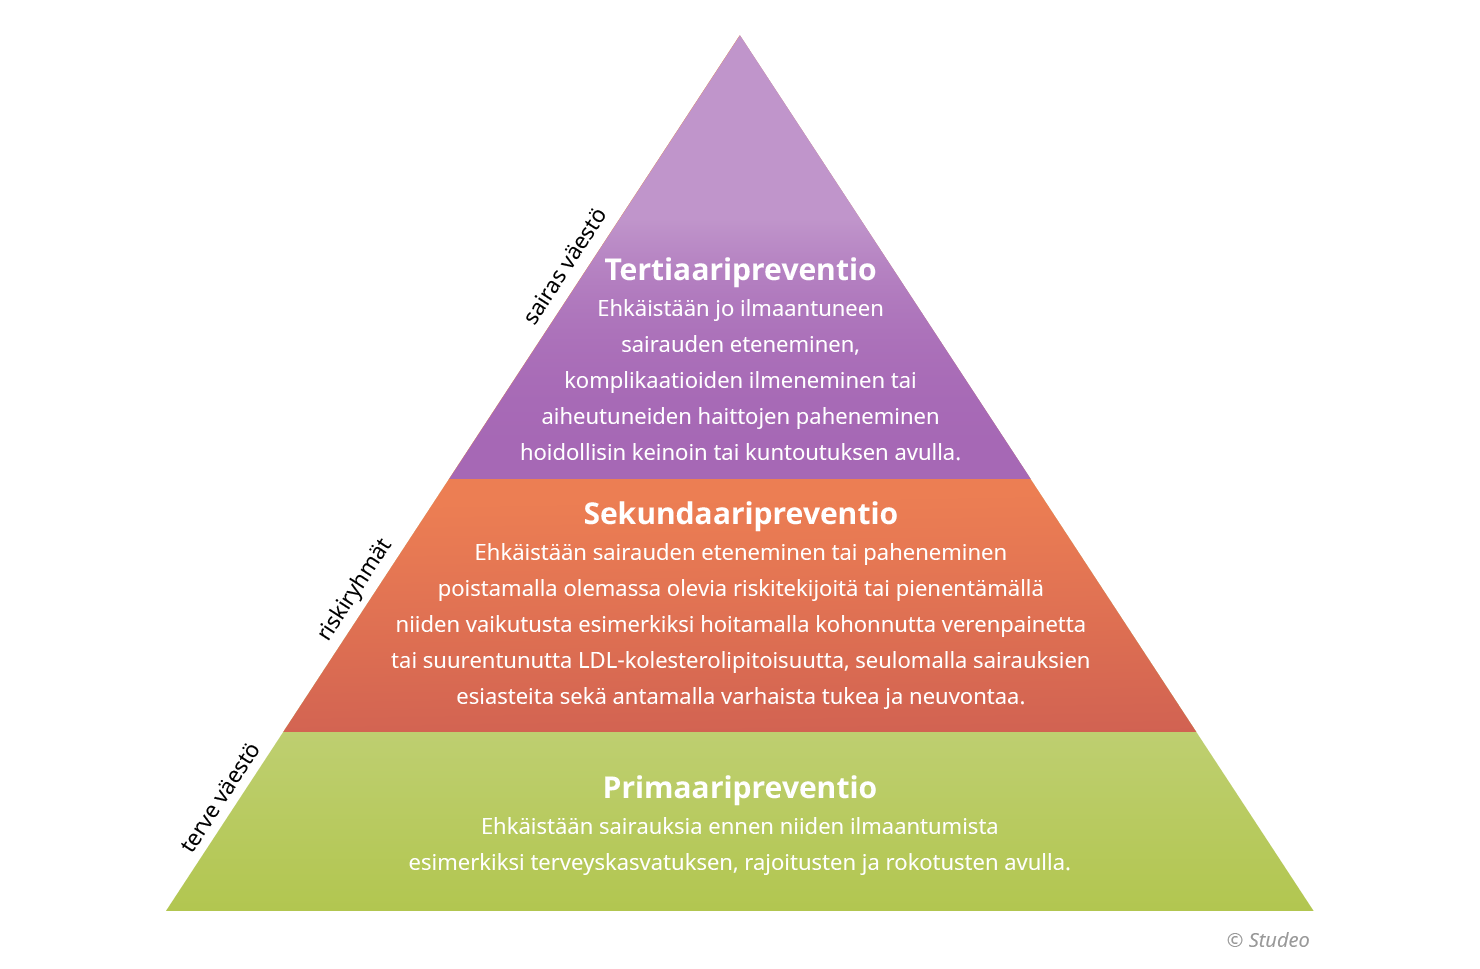 sairas väestö
Tertiaaripreventio
Ehkäistään jo ilmaantuneen
sairauden eteneminen,
komplikaatioiden ilmeneminen tai
aiheutuneiden haittojen paheneminen
hoidollisin keinoin tai kuntoutuksen avulla.
riskiryhmät
Sekundaaripreventio
Ehkäistään sairauden eteneminen tai paheneminen
poistamalla olemassa olevia riskitekijoitä tai pienentämällä
niiden vaikutusta esimerkiksi hoitamalla kohonnutta verenpainetta
tai suurentunutta LDL-kolesterolipitoisuutta, seulomalla sairauksien
esiasteita sekä antamalla varhaista tukea ja neuvontaa.
terve väestö
Primaaripreventio
Ehkäistään sairauksia ennen niiden ilmaantumista
esimerkiksi terveyskasvatuksen, rajoitusten ja rokotusten avulla.
© Studeo